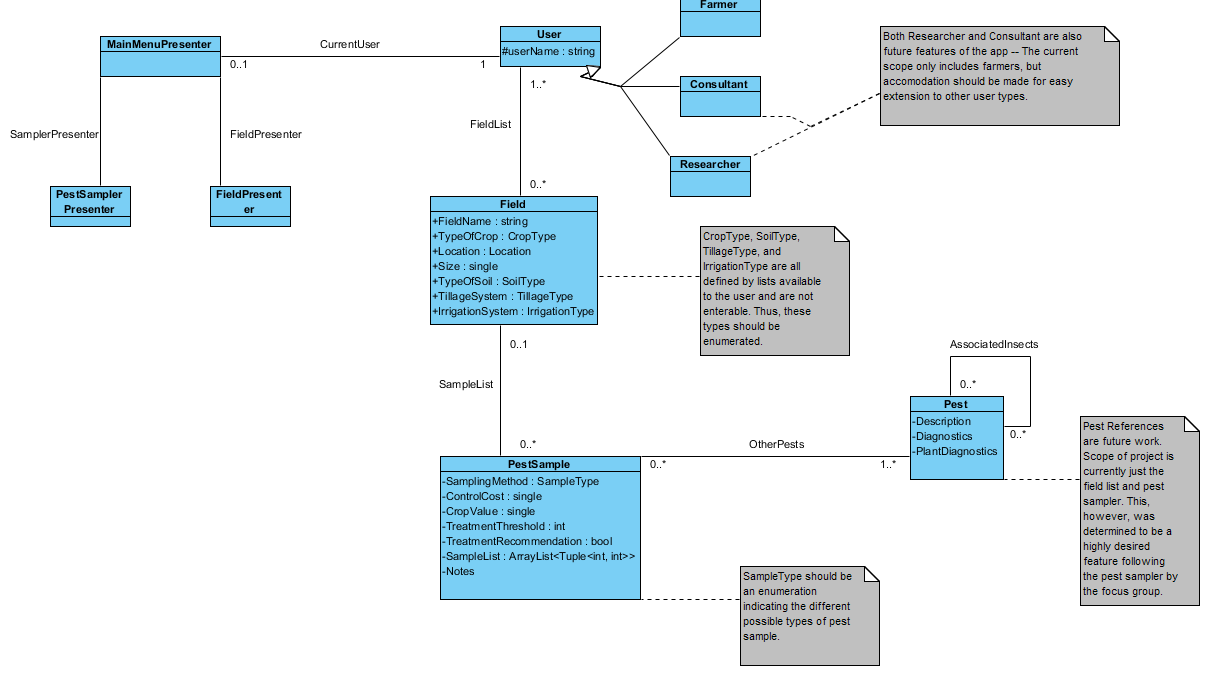 Farmer
MainMenuPresenter
CurrentUser
0..1
1
User
#userName : string
1..*
Both Researcher and Consultant are also
future features of the app -- The current
scope only includes farmers, but
accomodation should be made for easy
extension to other user types.
Consultant
Researcher
SamplerPresenter
FieldPresenter
FieldList
0..*
PestSampler
Presenter
FieldPresent
er
Field
+FieldName : string
+TypeOfCrop : CropType
+Location : Location
+Size : single
+TypeOfSoil : SoilType
+TillageSystem : TillageType
+IrrigationSystem : IrrigationType
CropType, SoilType,
TillageType, and
IrrigationType are all
defined by lists available
to the user and are not
enterable. Thus, these
types should be
enumerated.
0..1
SampleList
0..*
AssociatedInsects
0..*
0..*
Pest
-Description
-Diagnostics
-PlantDiagnostics
OtherPests
0..*
1..*
PestSample
-SamplingMethod : SampleType
-ControlCost : single
-CropValue : single
-TreatmentThreshold : int
-TreatmentRecommendation : bool
-SampleList : ArrayList<Tuple<int, int>>
-Notes
Pest References
are future work.
Scope of project is
currently just the
field list and pest
sampler. This,
however, was
determined to be a
highly desired
feature following
the pest sampler by
the focus group.
SampleType should be
an enumeration
indicating the different
possible types of pest
sample.